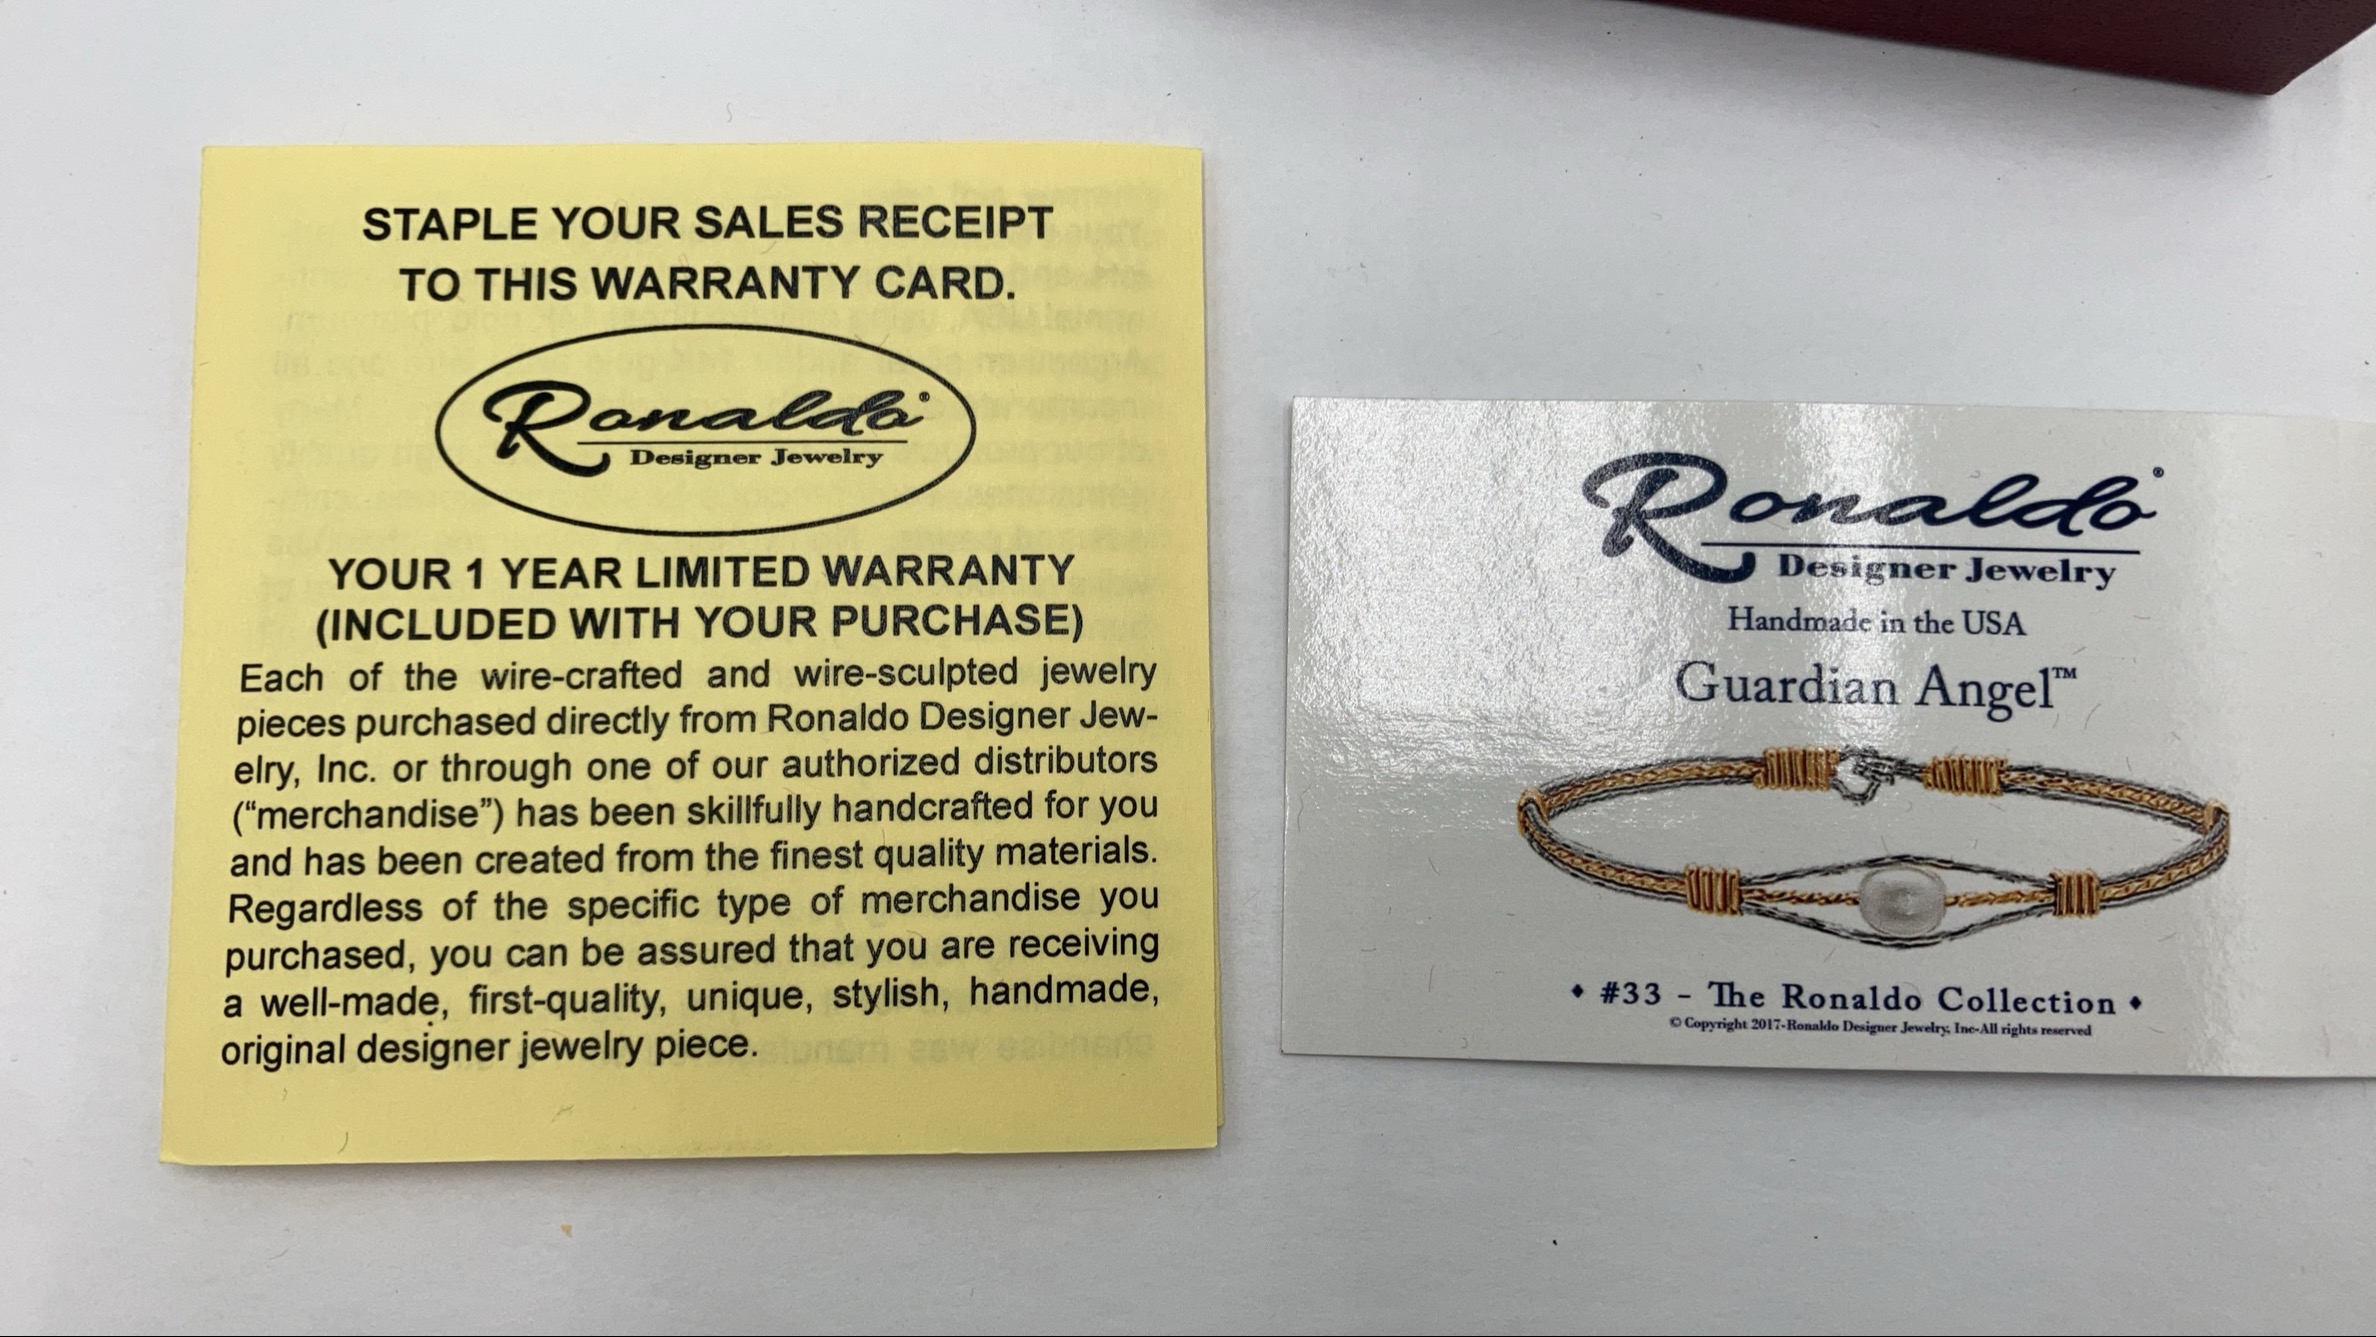 STAPLE YOUR SALES RECEIPT
TO THIS WARRANTY CARD.
Ronaldo®
Designer Jewelry
YOUR 1 YEAR LIMITED WARRANTY
(INCLUDED WITH YOUR PURCHASE)
Each of the wire-crafted and wire-sculpted jewelry
pieces purchased directly from Ronaldo Designer Jew-
elry, Inc. or through one of our authorized distributors
(“merchandise”) has been skillfully handcrafted for you
and has been created from the finest quality materials.
Regardless of the specific type of merchandise you
purchased, you can be assured that you are receiving
a well-made, first-quality, unique, stylish, handmade,
original designer jewelry piece.
Ronaldo®
Designer Jewelry
Handmade in the USA
Guardian Angel™
♦ #33 - The Ronaldo Collection ♦
© Copyright 2017-Ronaldo Designer Jewelry, Inc-All rights reserved